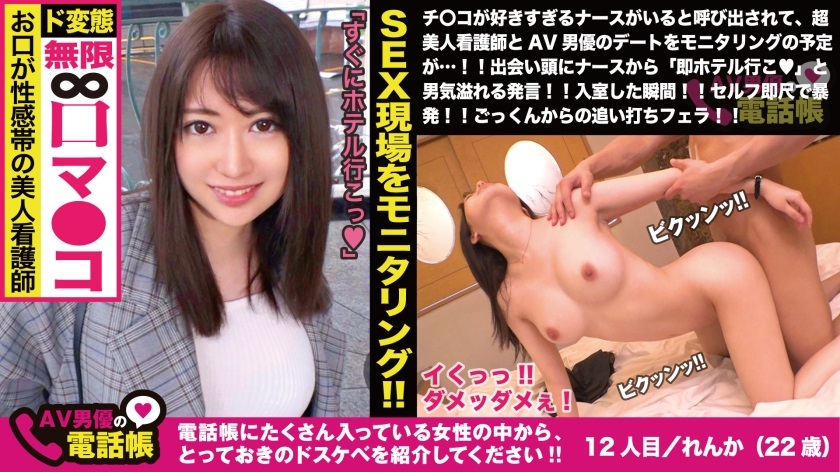 ド変態
無限
∞口マ●コ
お口が性感帯の美人看護師
「すぐにホテル行こっ♥」
SEX現場をモニタリング!!
チ〇コが好きすぎるナースがいると呼び出されて、超
美人看護師とAV男優のデートをモニタリングの予定
が…!!出会い頭にナースから「即ホテル行こ♥」と
男気溢れる発言!!入室した瞬間!!セルフ即尺で暴
発!!ごっくんからの追い打ちフェラ!!
ビクッンッ!!
ビクッンッ!!
イくっっ!!
ダメッダメぇ!
AV男優の
電話帳
電話帳にたくさん入っている女性の中から、
とっておきのドスケベを紹介してください!!
12人目/れんか(22歳)